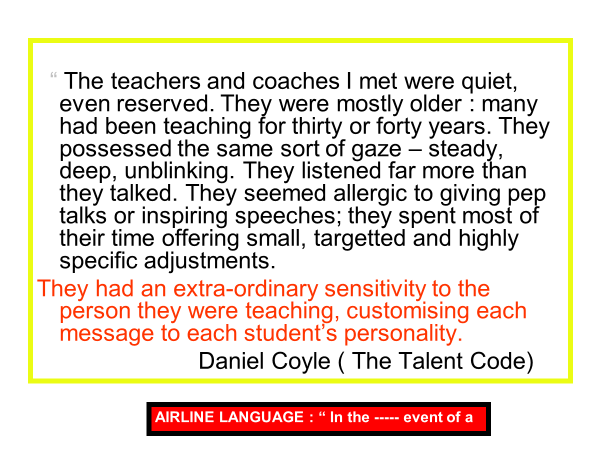 “ The teachers and coaches I met were quiet,
even reserved. They were mostly older : many
had been teaching for thirty or forty years. They
possessed the same sort of gaze – steady,
deep, unblinking. They listened far more than
they talked. They seemed allergic to giving pep
talks or inspiring speeches; they spent most of
their time offering small, targetted and highly
specific adjustments.
They had an extra-ordinary sensitivity to the
person they were teaching, customising each
message to each student’s personality.
Daniel Coyle ( The Talent Code)
AIRLINE LANGUAGE : “ In the ----- event of a